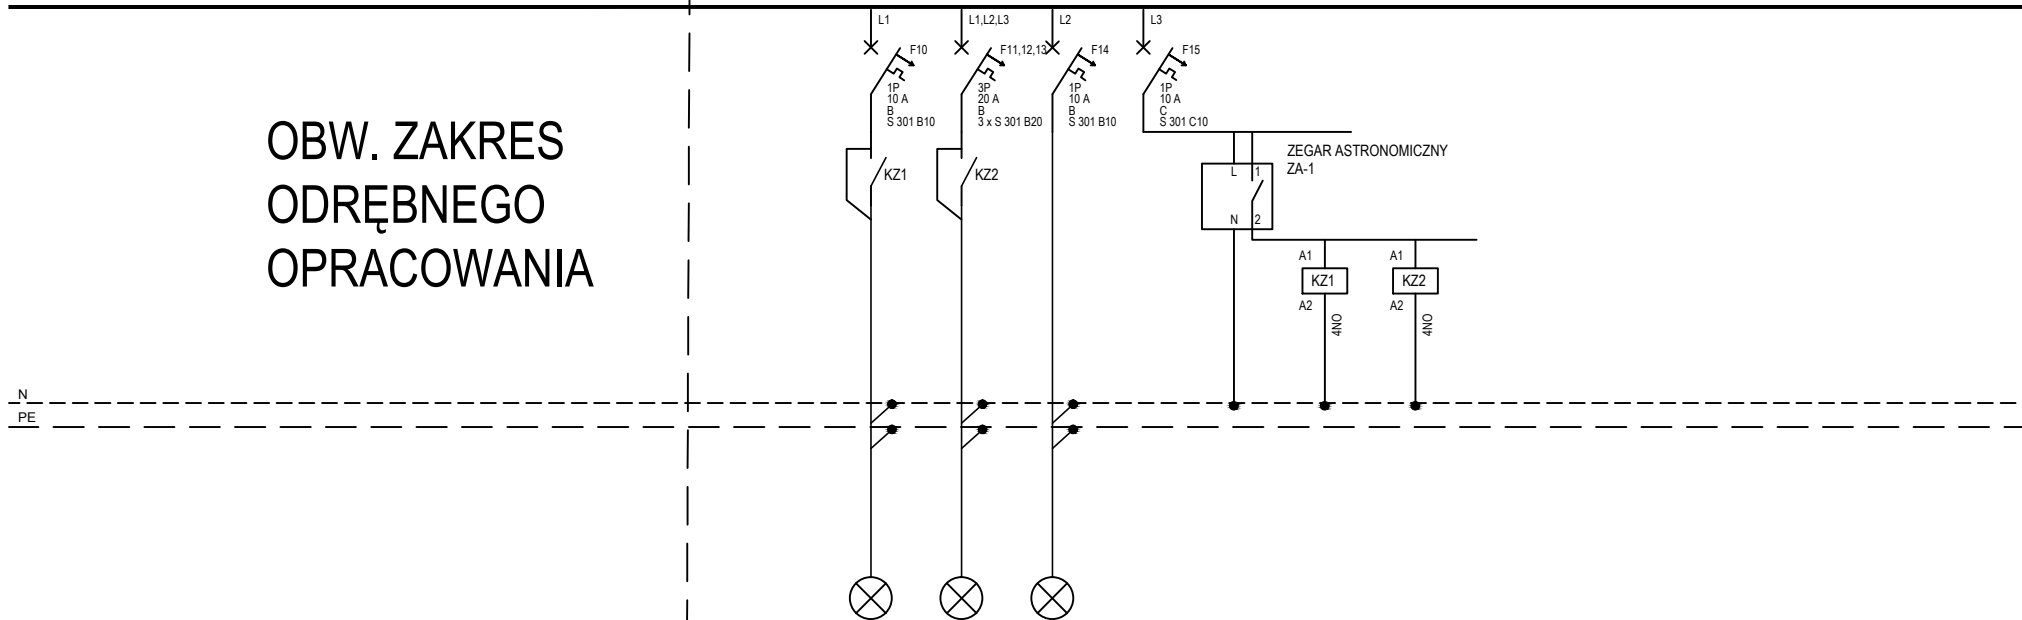 L1
L1,L2,L3
L2
L3
F10
F11,12,13
F14
F15
1P
10 A
B
S 301 B10
3P
20 A
B
3 x S 301 B20
1P
10 A
B
S 301 B10
1P
10 A
C
S 301 C10
OBW. ZAKRES
ODRĘBNEGO
OPRACOWANIA
KZ1
KZ2
ZEGAR ASTRONOMICZNY
ZA-1
L 1
N 2
A1
KZ1
A2
4NO
A1
KZ2
A2
4NO
N
PE